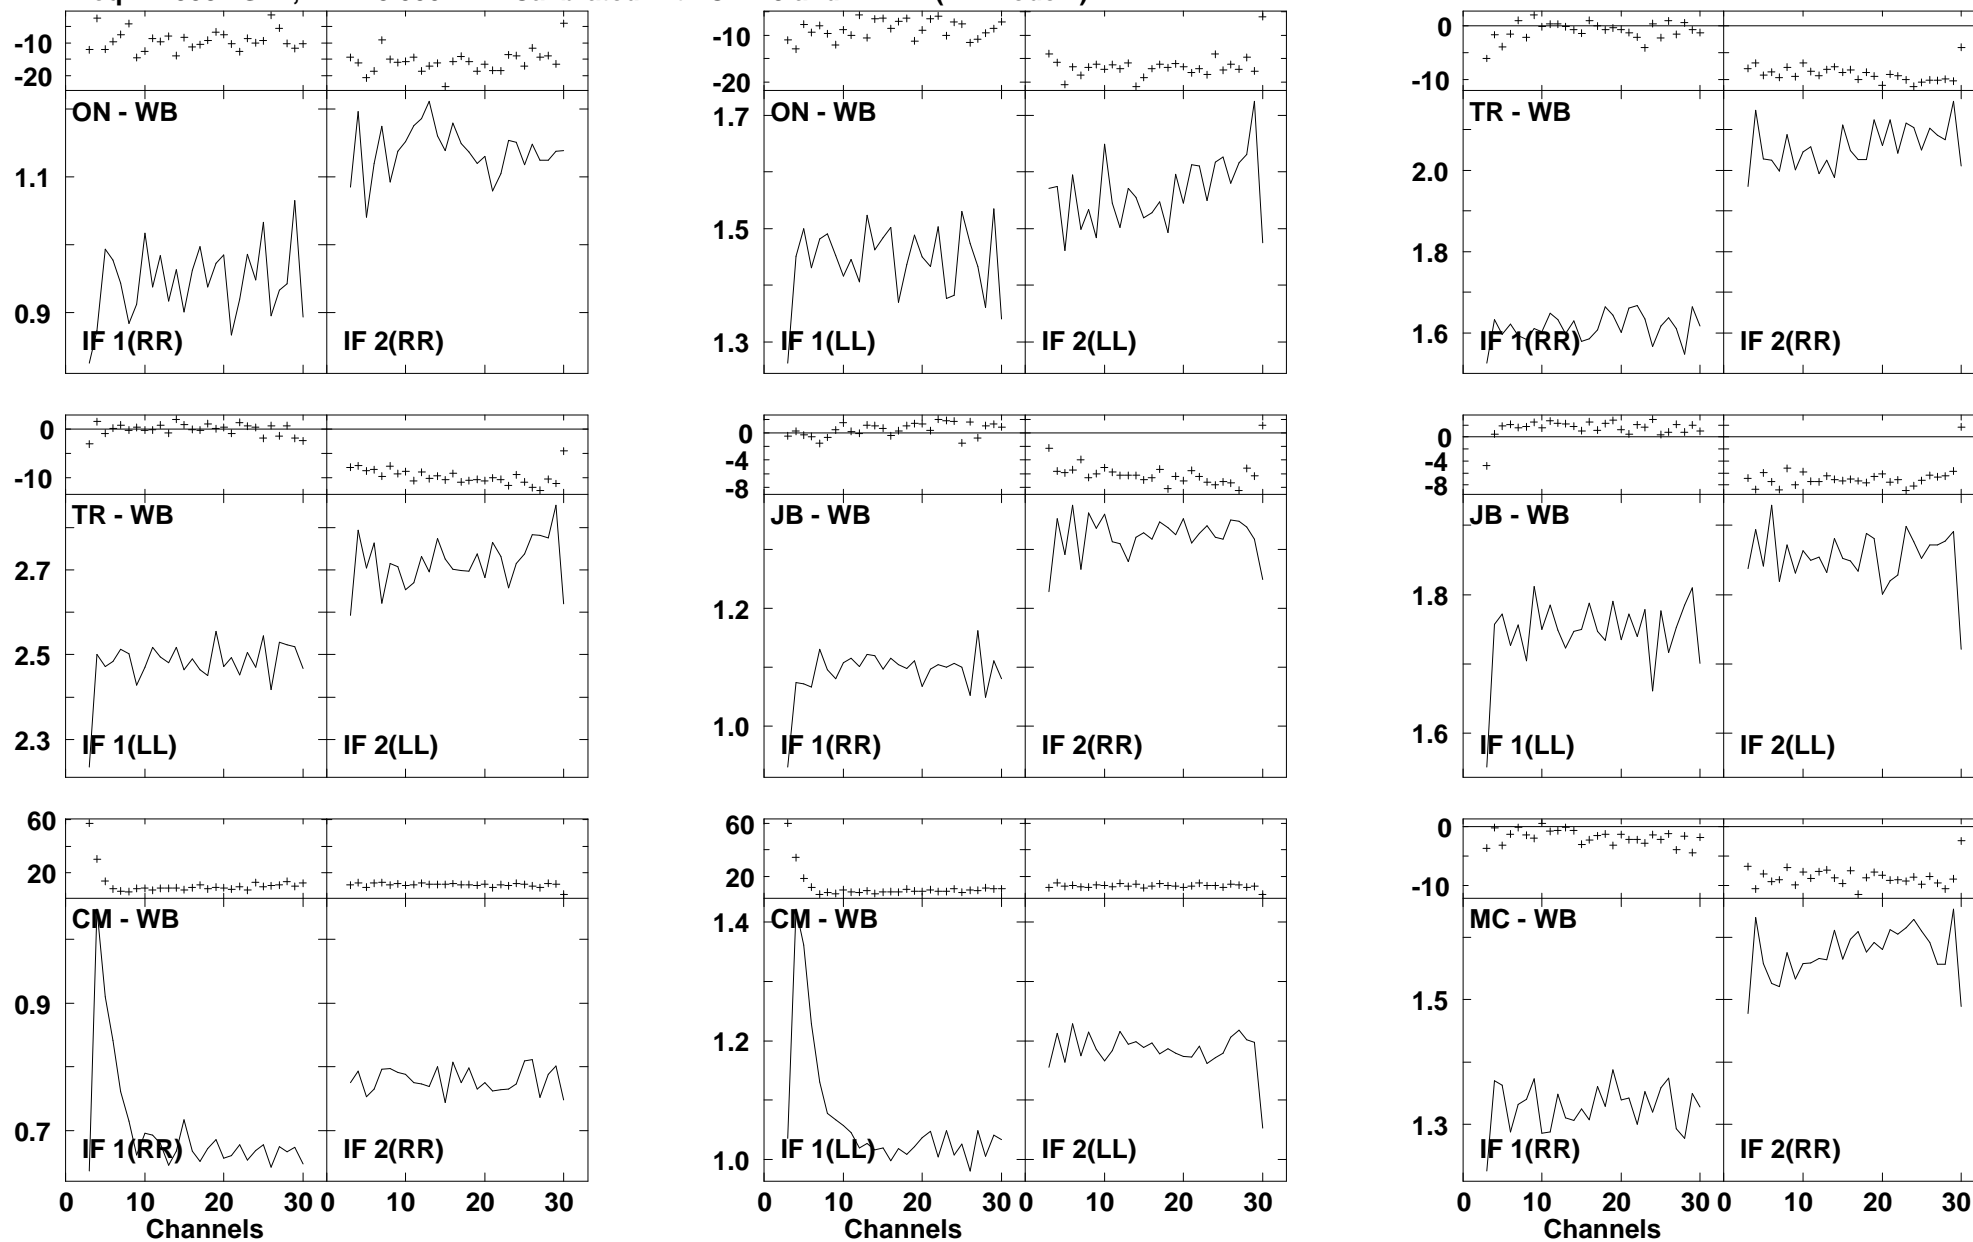 -10
-20
ON - WB
1.1
0.9
IF 1(RR)
IF 2(RR)
-10
-20
ON - WB
1.7
1.5
1.3
IF 1(LL)
IF 2(LL)
0
-10
TR - WB
2.0
1.8
1.6
IF 1(RR)
IF 2(RR)
0
-10
TR - WB
2.7
2.5
2.3
IF 1(LL)
IF 2(LL)
0
-4
-8
JB - WB
1.2
1.0
IF 1(RR)
IF 2(RR)
0
-4
-8
JB - WB
1.8
1.6
IF 1(LL)
IF 2(LL)
60
20
CM - WB
0.9
0.7
IF 1(RR)
IF 2(RR)
0 10 20 30 0 10 20 30
Channels
60
20
CM - WB
1.4
1.2
1.0
IF 1(LL)
IF 2(LL)
0 10 20 30 0 10 20 30
Channels
0
-10
MC - WB
1.5
1.3
IF 1(RR)
IF 2(RR)
0 10 20 30 0 10 20 30
Channels